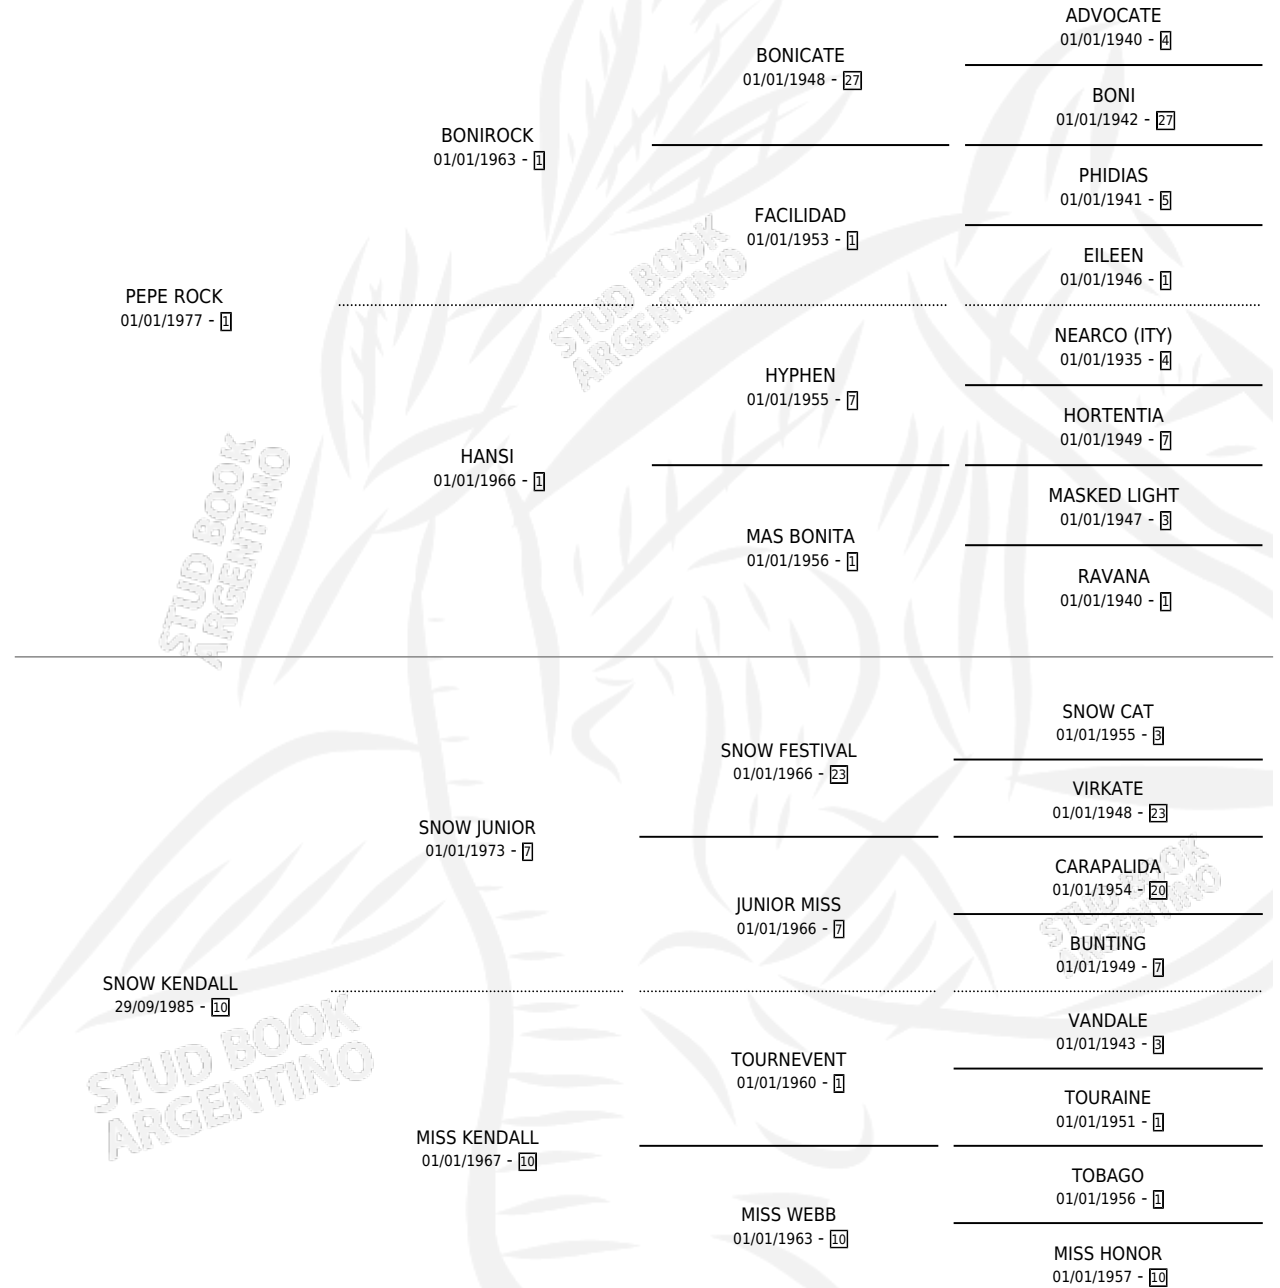 ADVOCATE
01/01/1940 - 4
BONICATE
01/01/1948 - 27
BONI
01/01/1942 - 27
BONIROCK
01/01/1963 - 1
PHIDIAS
01/01/1941 - 5
FACILIDAD
01/01/1953 - 1
EILEEN
01/01/1946 - 1
PEPE ROCK
01/01/1977 - 1
NEARCO (ITY)
01/01/1935 - 4
HYPHEN
01/01/1955 - 7
HORTENTIA
01/01/1949 - 7
HANSI
01/01/1966 - 1
MASKED LIGHT
01/01/1947 - 3
MAS BONITA
01/01/1956 - 1
RAVANA
01/01/1940 - 1
SNOW CAT
01/01/1955 - 3
SNOW FESTIVAL
01/01/1966 - 23
VIRKATE
01/01/1948 - 23
SNOW JUNIOR
01/01/1973 - 7
CARAPALIDA
01/01/1954 - 20
JUNIOR MISS
01/01/1966 - 7
BUNTING
01/01/1949 - 7
SNOW KENDALL
29/09/1985 - 10
VANDALE
01/01/1943 - 3
TOURNEVENT
01/01/1960 - 1
TOURAINE
01/01/1951 - 1
MISS KENDALL
01/01/1967 - 10
TOBAGO
01/01/1956 - 1
MISS WEBB
01/01/1963 - 10
MISS HONOR
01/01/1957 - 10
STUD BOOK
ARGENTINO
STUD BOOK
ARGENTINO
STUD BOOK
ARGENTINO
STUD BOOK
ARGENTINO